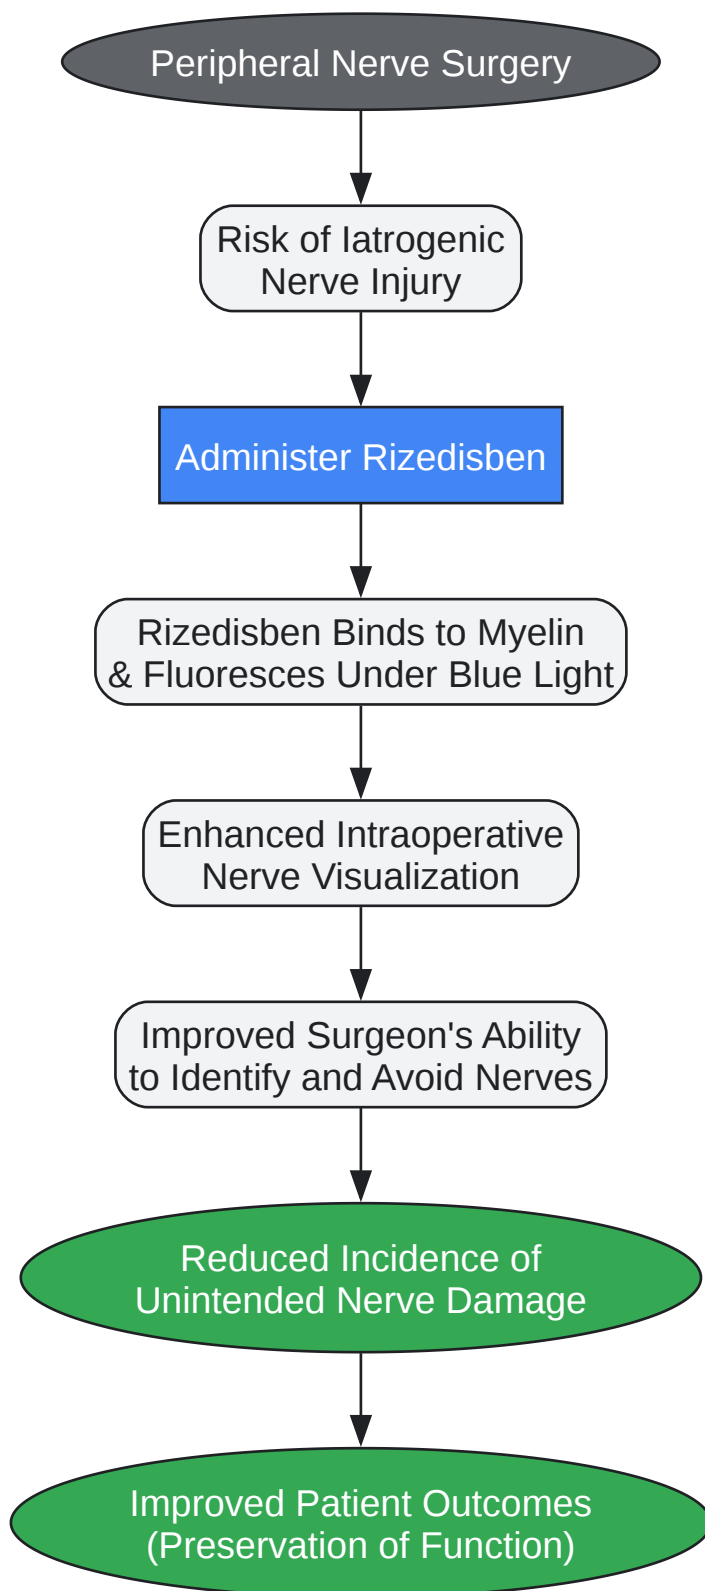 Peripheral Nerve Surgery
Risk of Iatrogenic
Nerve Injury
Administer Rizedisben
Rizedisben Binds to Myelin
& Fluoresces Under Blue Light
Enhanced Intraoperative
Nerve Visualization
Improved Surgeon's Ability
to Identify and Avoid Nerves
Reduced Incidence of
Unintended Nerve Damage
Improved Patient Outcomes
(Preservation of Function)